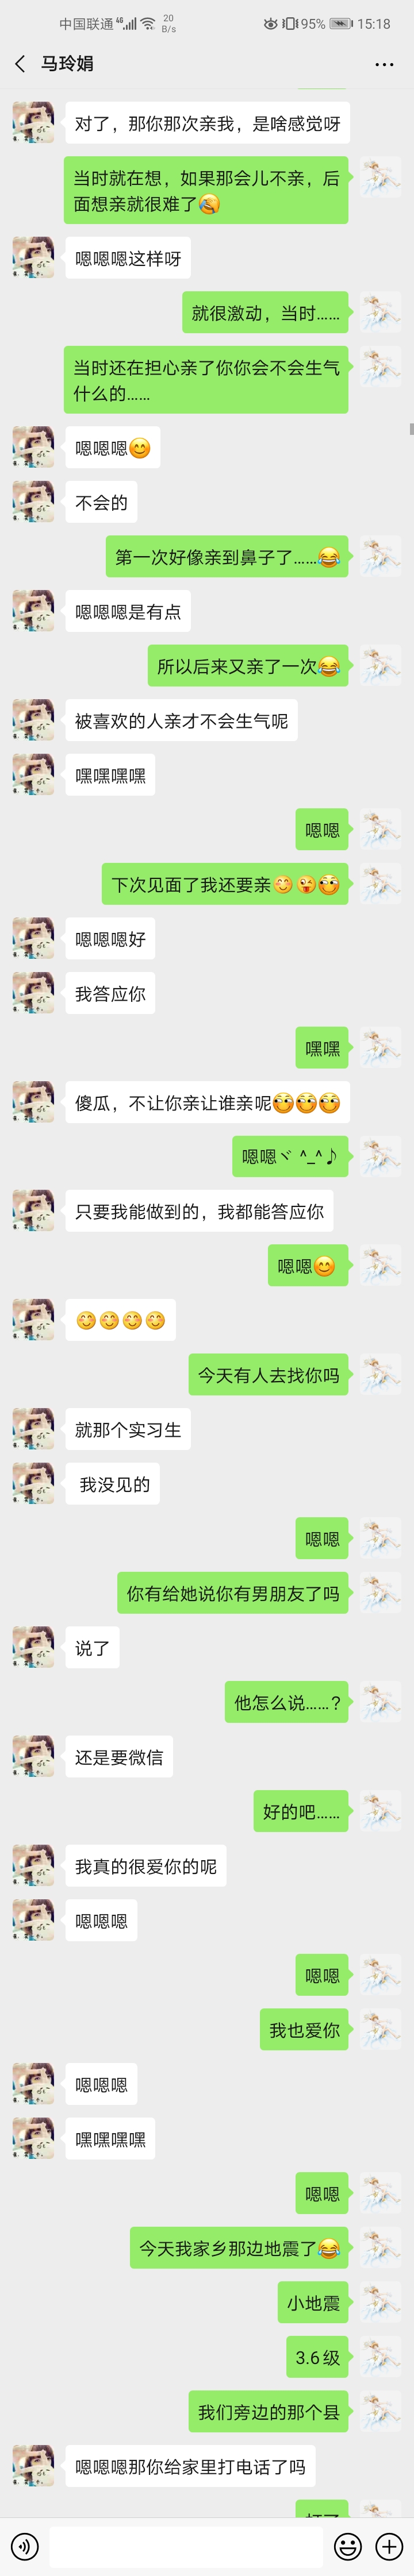 中国联通 4G 20 B/s 95% 15:18
马玲娟
对了，那你那次亲我，是啥感觉呀
当时就在想，如果那会儿不亲，后
面想亲就很难了🤣
嗯嗯嗯这样呀
就很激动，当时……
当时还在担心亲了你你会不会生气
什么的……
嗯嗯嗯😊
不会的
第一次好像亲到鼻子了……😂
嗯嗯嗯是有点
所以后来又亲了一次😂
被喜欢的人亲才不会生气呢
嘿嘿嘿嘿
嗯嗯
下次见面了我还要亲😊😜🤭
嗯嗯嗯好
我答应你
嘿嘿
傻瓜，不让你亲让谁亲呢🤭🤭🤭
嗯嗯ヾ ^_^♪
只要我能做到的，我都能答应你
嗯嗯😊
😊😊😊😊
今天有人去找你吗
就那个实习生
我没见的
嗯嗯
你有给她说你有男朋友了吗
说了
他怎么说……？
还是要微信
好的吧……
我真的很爱你的呢
嗯嗯嗯
嗯嗯
我也爱你
嗯嗯嗯
嘿嘿嘿嘿
嗯嗯
今天我家乡那边地震了😂
小地震
3.6级
我们旁边的那个县
嗯嗯嗯那你给家里打电话了吗